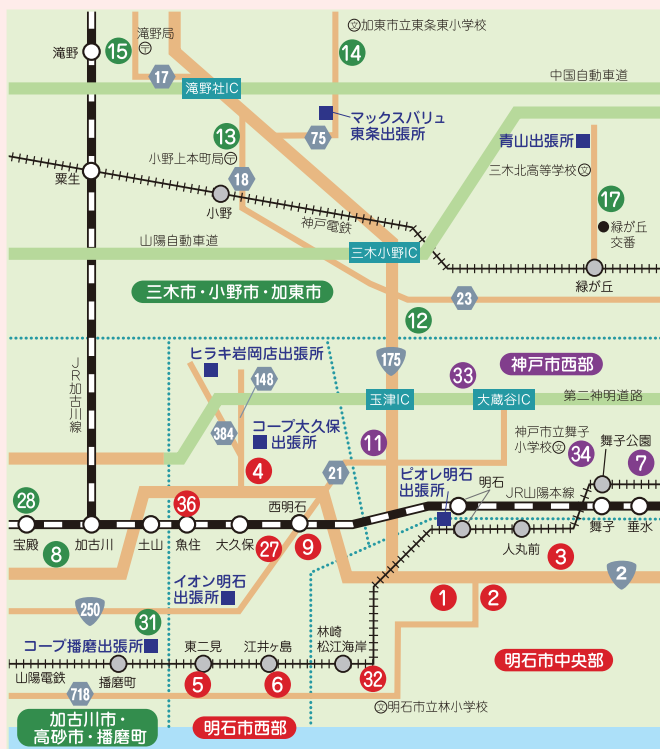 滝野局
〒
文加東市立東条東小学校
滝野
15
14
17
滝野社IC
中国自動車道
マックスバリュ
東条出張所
13
75
青山出張所
小野上本町局〒
三木北高等学校文
粟生
18
小野
17
緑が丘
交番
神戸電鉄
山陽自動車道
三木小野IC
緑が丘
三木市・小野市・加東市
23
12
ヒラキ岩岡店出張所
175
神戸市西部
JR加古川線
148
33
玉津IC
大蔵谷IC
第二神明道路
コープ大久保
出張所
384
11
神戸市立舞子
小学校文
34
舞子公園
7
4
21
ピオレ明石
出張所
明石
28
36
西明石
JR山陽本線
宝殿
加古川
土山
魚住
大久保
舞子
垂水
8
27
9
人丸前
3
イオン明石
出張所
2
250
1
2
31
コープ播磨出張所
東二見
江井ヶ島
林崎
松江海岸
山陽電鉄
播磨町
5
6
32
明石市中央部
718
文明石市立林小学校
加古川市・
高砂市・播磨町
明石市西部